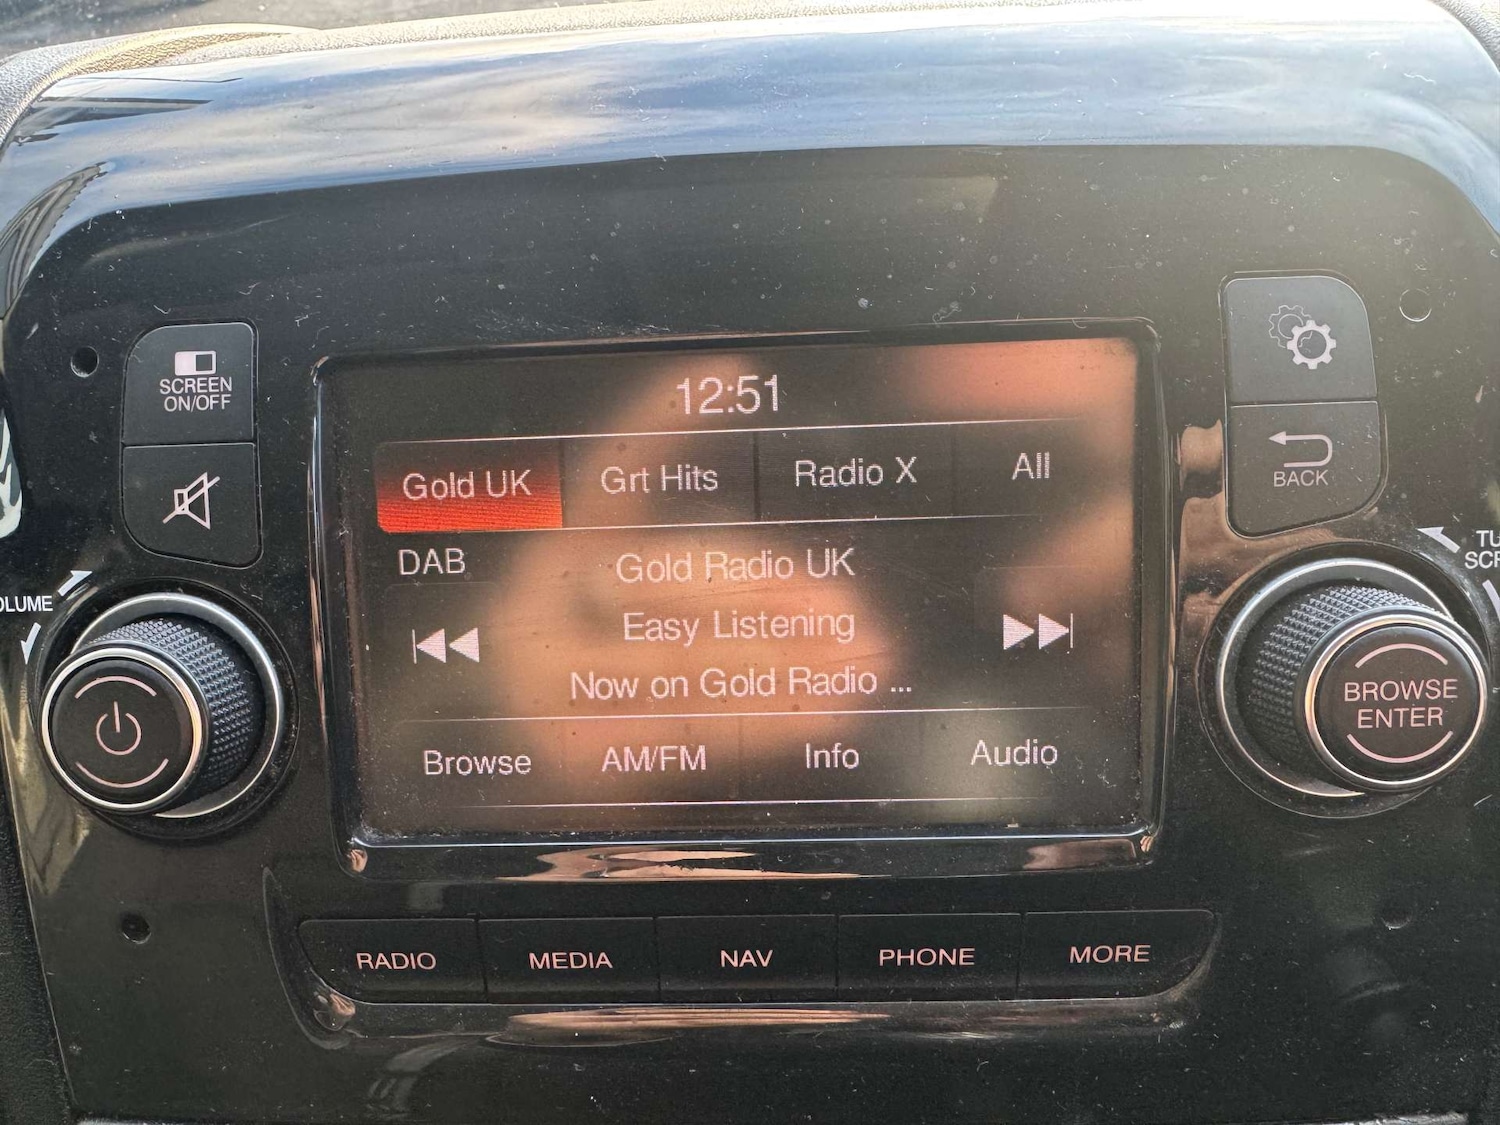 12:51
SCREEN
ON/OFF
Gold UK
Grt Hits
Radio X
All
BACK
DAB
Gold Radio UK
Easy Listening
Now on Gold Radio ...
Browse
AM/FM
Info
Audio
BROWSE
ENTER
RADIO
MEDIA
NAV
PHONE
MORE